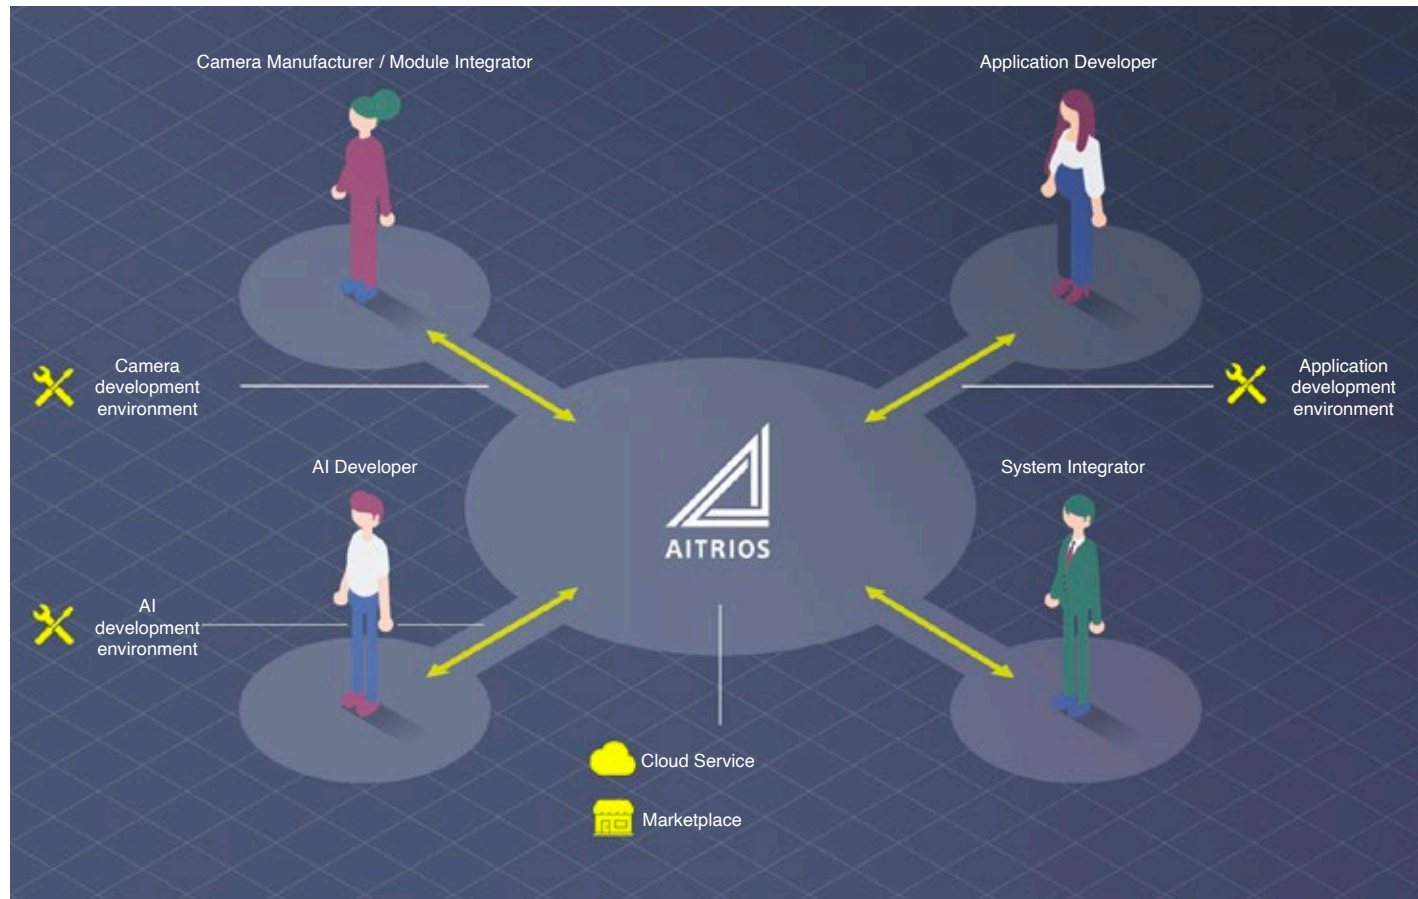 Camera Manufacturer / Module Integrator
Application Developer
Camera
development
environment
Application
development
environment
AI Developer
System Integrator
AITRIOS
AI
development
environment
Cloud Service
Marketplace